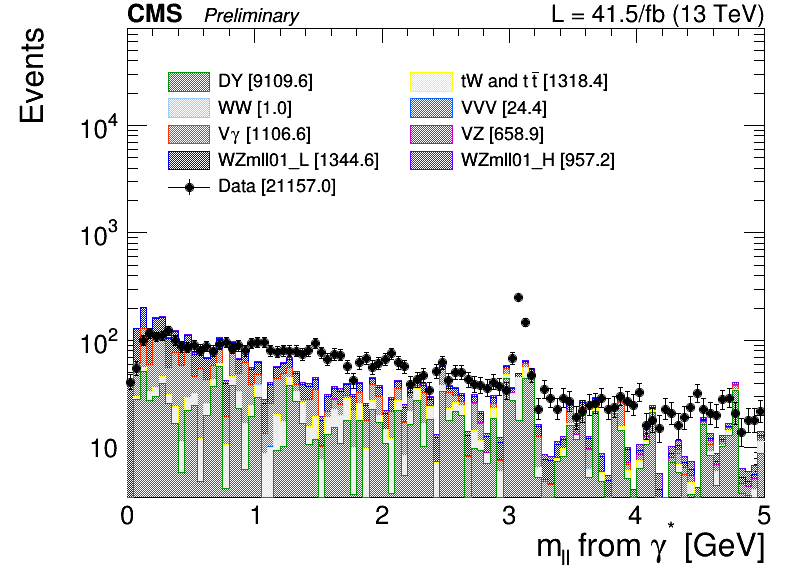 CMS Preliminary L = 41.5/fb (13 TeV)
Events
DY [9109.6] tW and tt̅ [1318.4]
WW [1.0] VVV [24.4]
Vγ [1106.6] VZ [658.9]
WZmll01_L [1344.6] WZmll01_H [957.2]
Data [21157.0]
10⁴
10³
10²
10
0 1 2 3 4 5
mll from γ* [GeV]